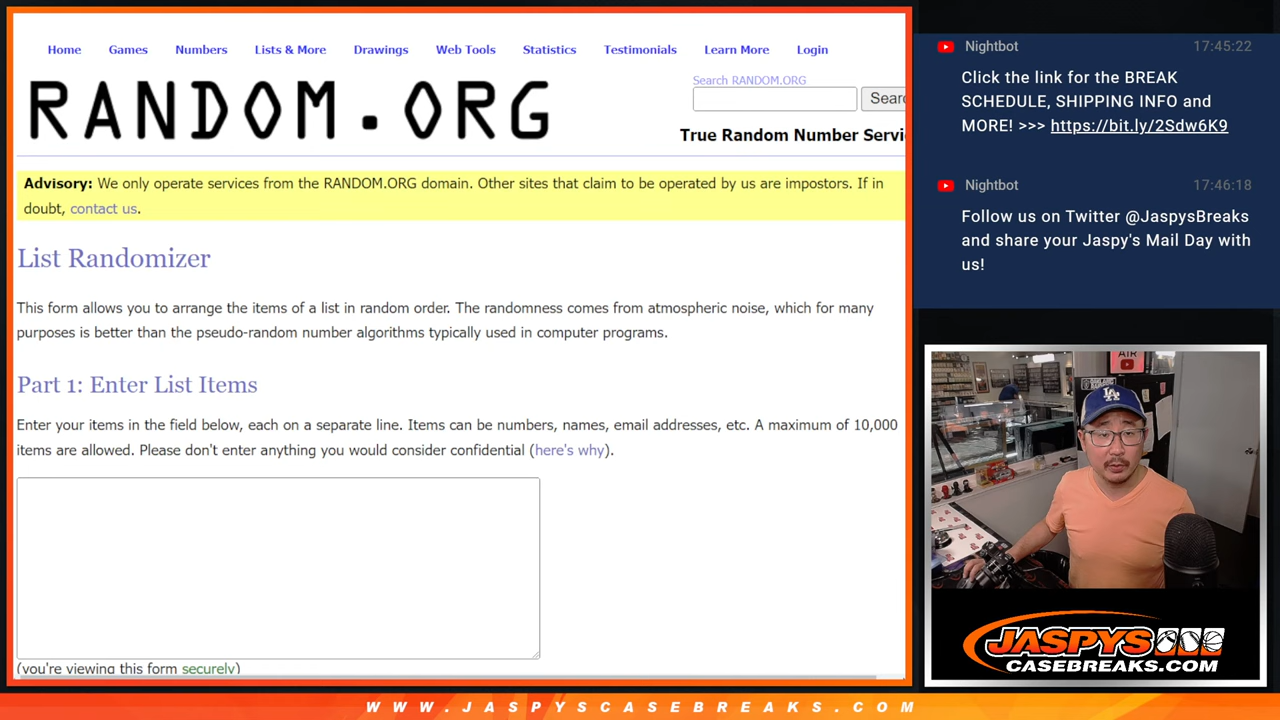 Home Games Numbers Lists & More Drawings Web Tools Statistics Testimonials Learn More Login
RANDOM.ORG
Search RANDOM.ORG
Searc
True Random Number Servi
Advisory: We only operate services from the RANDOM.ORG domain. Other sites that claim to be operated by us are impostors. If in
doubt, contact us.
List Randomizer
This form allows you to arrange the items of a list in random order. The randomness comes from atmospheric noise, which for many
purposes is better than the pseudo-random number algorithms typically used in computer programs.
Part 1: Enter List Items
Enter your items in the field below, each on a separate line. Items can be numbers, names, email addresses, etc. A maximum of 10,000
items are allowed. Please don't enter anything you would consider confidential (here's why).
(you're viewing this form securely)
Nightbot 17:45:22
Click the link for the BREAK
SCHEDULE, SHIPPING INFO and
MORE! >>> https://bit.ly/2Sdw6K9
Nightbot 17:46:18
Follow us on Twitter @JaspysBreaks
and share your Jaspy's Mail Day with
us!
AIR
LA
JASPYS
CASEBREAKS.COM
WWW.JASPYSCASEBREAKS.COM